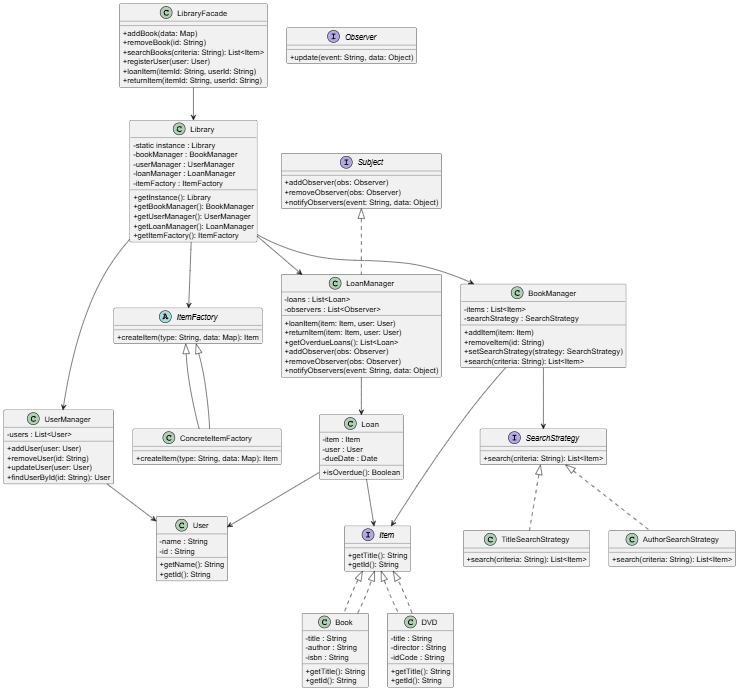 C LibraryFacade
+addBook(data: Map)
+removeBook(id: String)
+searchBooks(criteria: String): List<Item>
+registerUser(user: User)
+loanItem(itemId: String, userId: String)
+returnItem(itemId: String, userId: String)
I Observer
+update(event: String, data: Object)
C Library
-static instance : Library
-bookManager : BookManager
-userManager : UserManager
-loanManager : LoanManager
-itemFactory : ItemFactory
+getInstance(): Library
+getBookManager(): BookManager
+getUserManager(): UserManager
+getLoanManager(): LoanManager
+getItemFactory(): ItemFactory
I Subject
+addObserver(obs: Observer)
+removeObserver(obs: Observer)
+notifyObservers(event: String, data: Object)
A ItemFactory
+createItem(type: String, data: Map): Item
C LoanManager
-loans : List<Loan>
-observers : List<Observer>
+loanItem(item: Item, user: User)
+returnItem(item: Item, user: User)
+getOverdueLoans(): List<Loan>
+addObserver(obs: Observer)
+removeObserver(obs: Observer)
+notifyObservers(event: String, data: Object)
C BookManager
-items : List<Item>
-searchStrategy : SearchStrategy
+addItem(item: Item)
+removeItem(id: String)
+setSearchStrategy(strategy: SearchStrategy)
+search(criteria: String): List<Item>
C UserManager
-users : List<User>
+addUser(user: User)
+removeUser(id: String)
+updateUser(user: User)
+findUserById(id: String): User
C ConcreteItemFactory
+createItem(type: String, data: Map): Item
C Loan
-item : Item
-user : User
-dueDate : Date
+isOverdue(): Boolean
I SearchStrategy
+search(criteria: String): List<Item>
C User
-name : String
-id : String
+getName(): String
+getId(): String
I Item
+getTitle(): String
+getId(): String
C TitleSearchStrategy
+search(criteria: String): List<Item>
C AuthorSearchStrategy
+search(criteria: String): List<Item>
C Book
-title : String
-author : String
-isbn : String
+getTitle(): String
+getId(): String
C DVD
-title : String
-director : String
-idCode : String
+getTitle(): String
+getId(): String